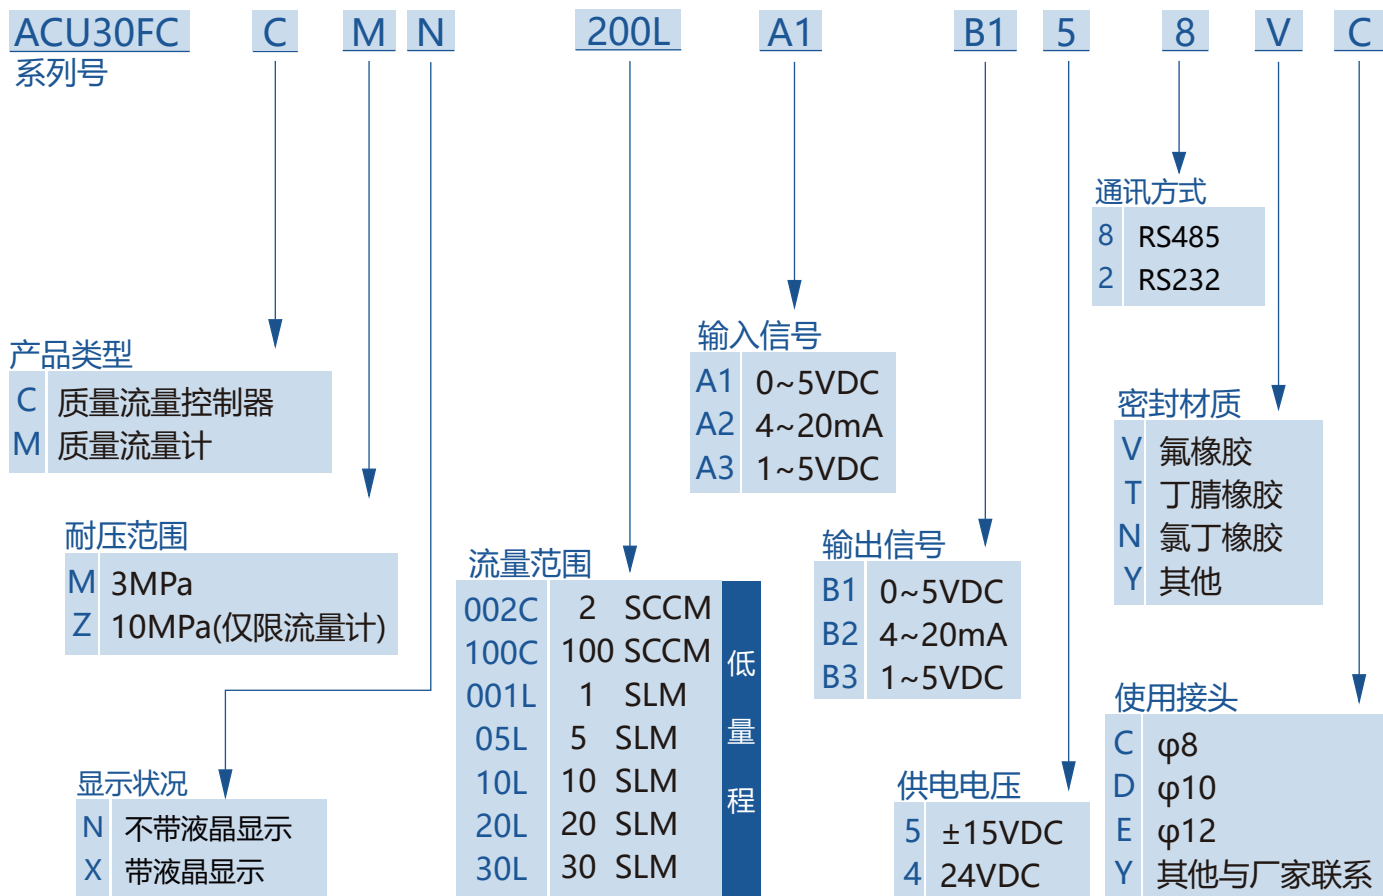 ACU30FC C M N 200L A1 B1 5 8 V C
系列号
通讯方式
8 RS485
2 RS232
输入信号
A1 0~5VDC
A2 4~20mA
A3 1~5VDC
产品类型
C 质量流量控制器
M 质量流量计
密封材质
V 氟橡胶
T 丁腈橡胶
N 氯丁橡胶
Y 其他
耐压范围
M 3MPa
Z 10MPa(仅限流量计)
流量范围
002C 2 SCCM
100C 100 SCCM
001L 1 SLM
05L 5 SLM
10L 10 SLM
20L 20 SLM
30L 30 SLM
低
量
程
输出信号
B1 0~5VDC
B2 4~20mA
B3 1~5VDC
使用接头
C φ8
D φ10
E φ12
Y 其他与厂家联系
显示状况
N 不带液晶显示
X 带液晶显示
供电电压
5 ±15VDC
4 24VDC